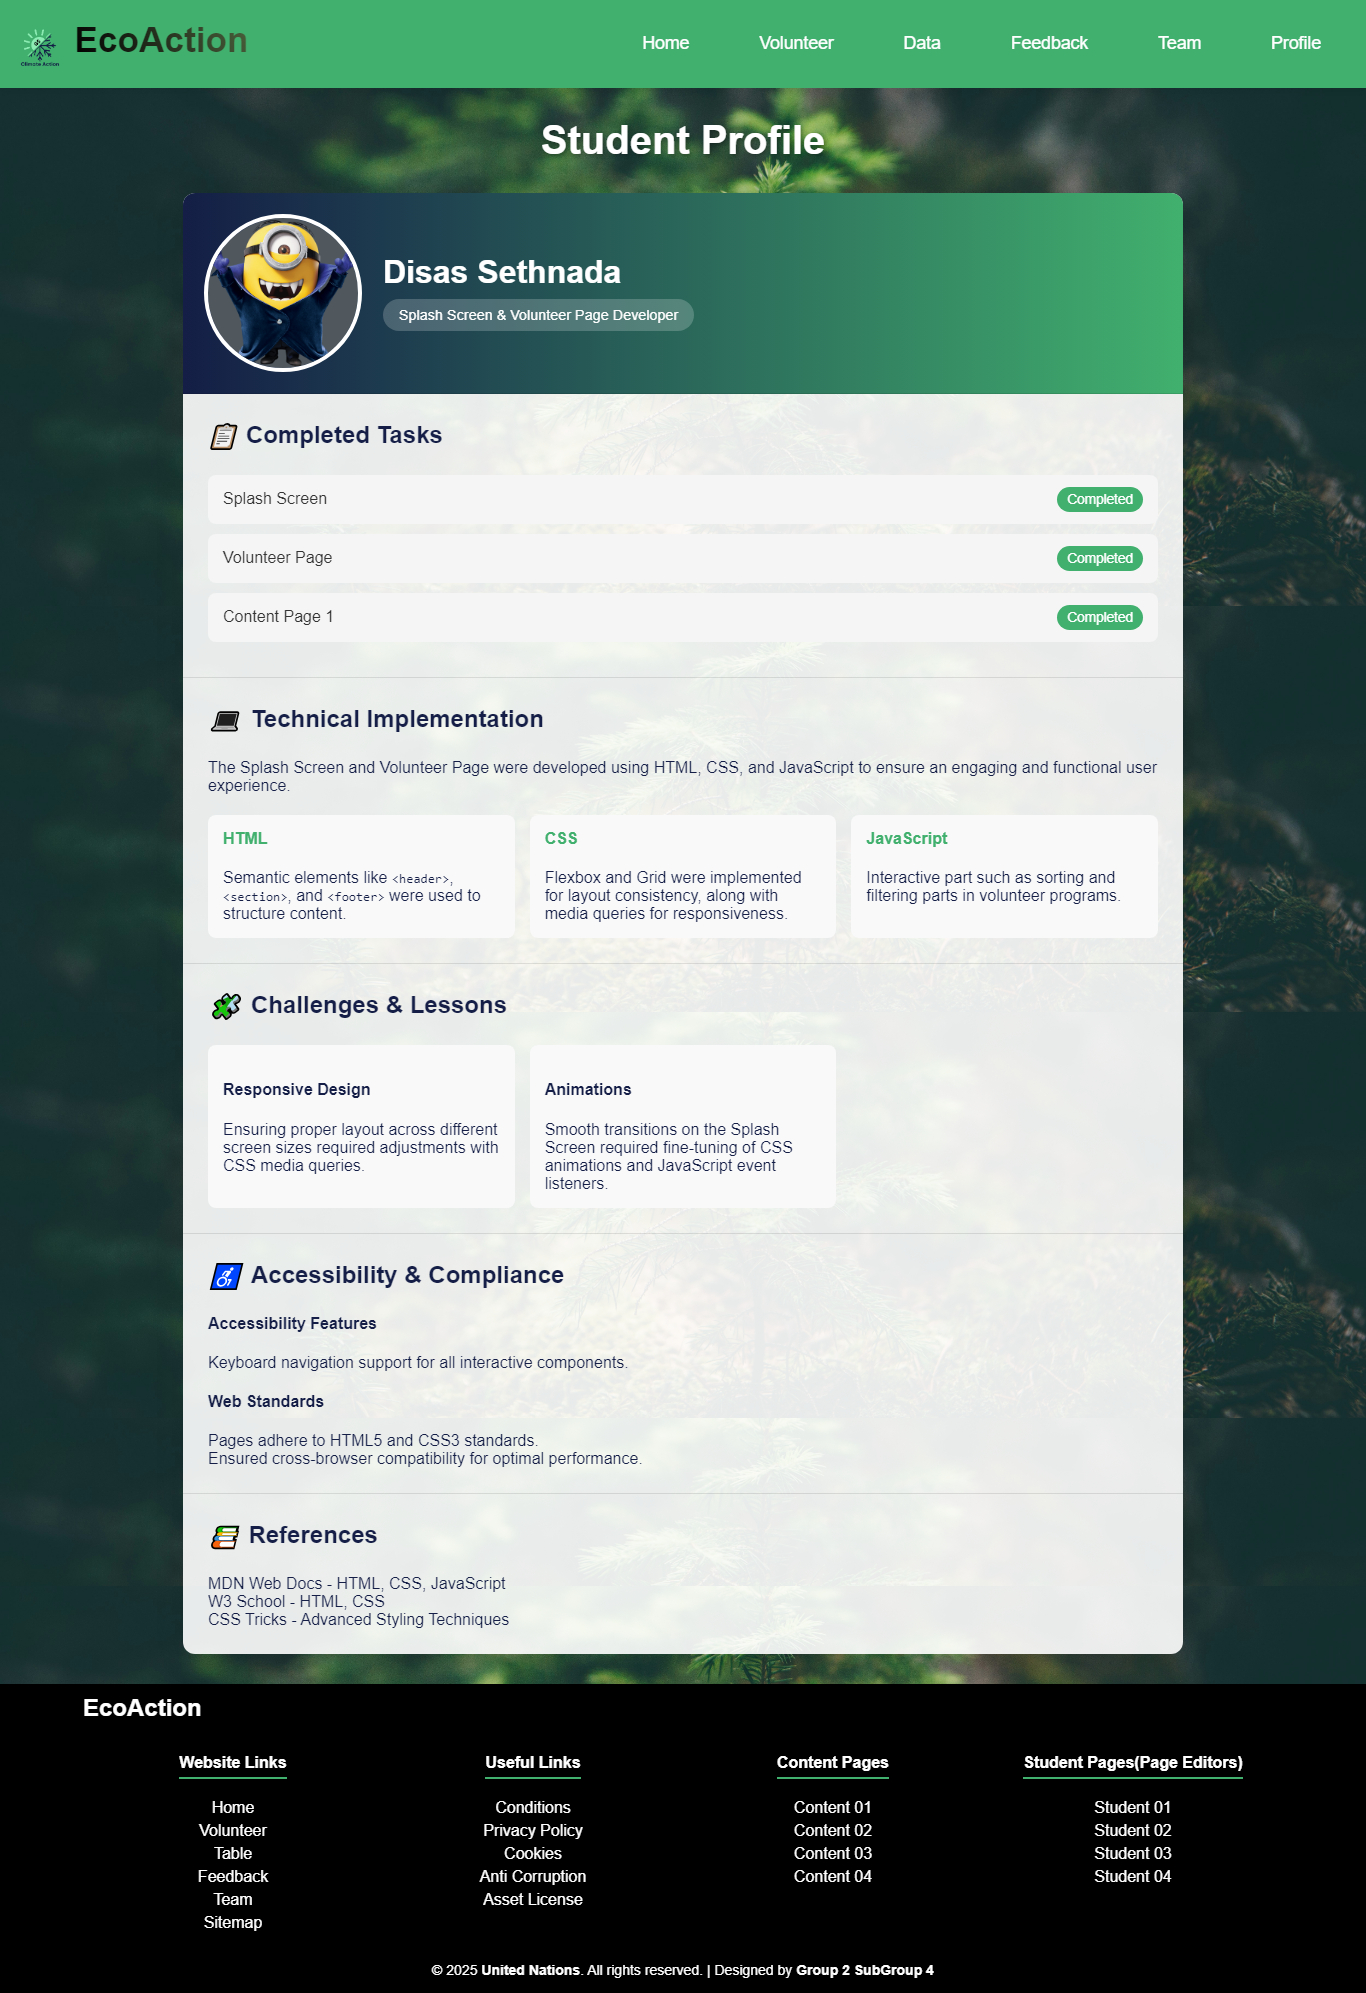 Climate Action
EcoAction
Home
Volunteer
Data
Feedback
Team
Profile
Student Profile
Disas Sethnada
Splash Screen & Volunteer Page Developer
Completed Tasks
Splash Screen
Completed
Volunteer Page
Completed
Content Page 1
Completed
Technical Implementation
The Splash Screen and Volunteer Page were developed using HTML, CSS, and JavaScript to ensure an engaging and functional user
experience.
HTML
Semantic elements like <header>,
<section>, and <footer> were used to
structure content.
CSS
Flexbox and Grid were implemented
for layout consistency, along with
media queries for responsiveness.
JavaScript
Interactive part such as sorting and
filtering parts in volunteer programs.
Challenges & Lessons
Responsive Design
Ensuring proper layout across different
screen sizes required adjustments with
CSS media queries.
Animations
Smooth transitions on the Splash
Screen required fine-tuning of CSS
animations and JavaScript event
listeners.
Accessibility & Compliance
Accessibility Features
Keyboard navigation support for all interactive components.
Web Standards
Pages adhere to HTML5 and CSS3 standards.
Ensured cross-browser compatibility for optimal performance.
References
MDN Web Docs - HTML, CSS, JavaScript
W3 School - HTML, CSS
CSS Tricks - Advanced Styling Techniques
EcoAction
Website Links
Home
Volunteer
Table
Feedback
Team
Sitemap
Useful Links
Conditions
Privacy Policy
Cookies
Anti Corruption
Asset License
Content Pages
Content 01
Content 02
Content 03
Content 04
Student Pages(Page Editors)
Student 01
Student 02
Student 03
Student 04
© 2025 United Nations. All rights reserved. | Designed by Group 2 SubGroup 4